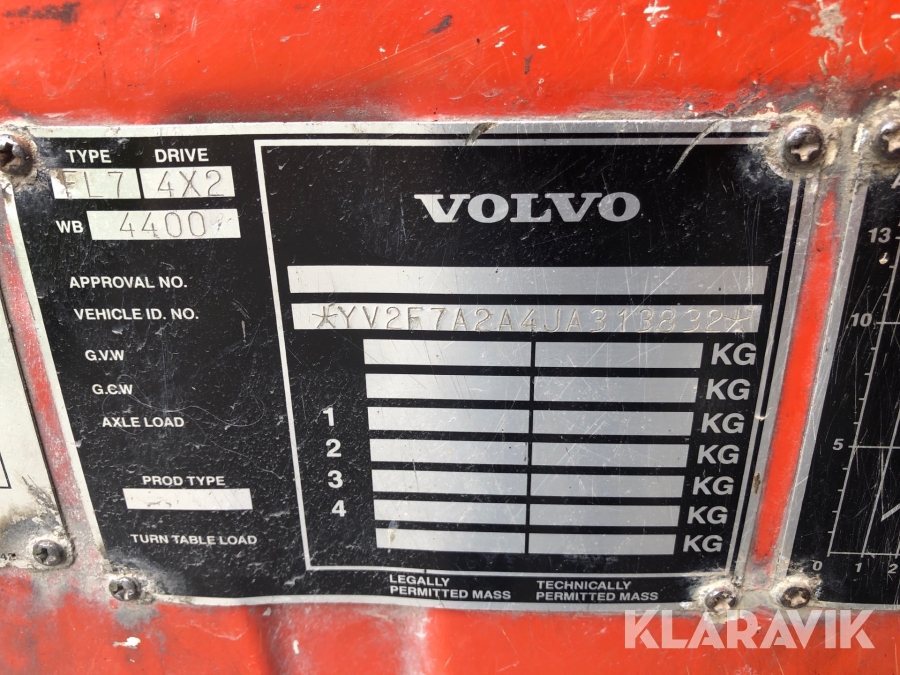 TYPE DRIVE
FL7 4X2
WB 4400
VOLVO
APPROVAL NO.
VEHICLE ID. NO. *YV2F7A2A4JA313832*
G.V.W KG
G.C.W KG
AXLE LOAD 1 KG
2 KG
PROD TYPE 3 KG
4 KG
TURN TABLE LOAD KG
LEGALLY PERMITTED MASS
TECHNICALLY PERMITTED MASS
13
10
5
0 1 2
KLARAVIK